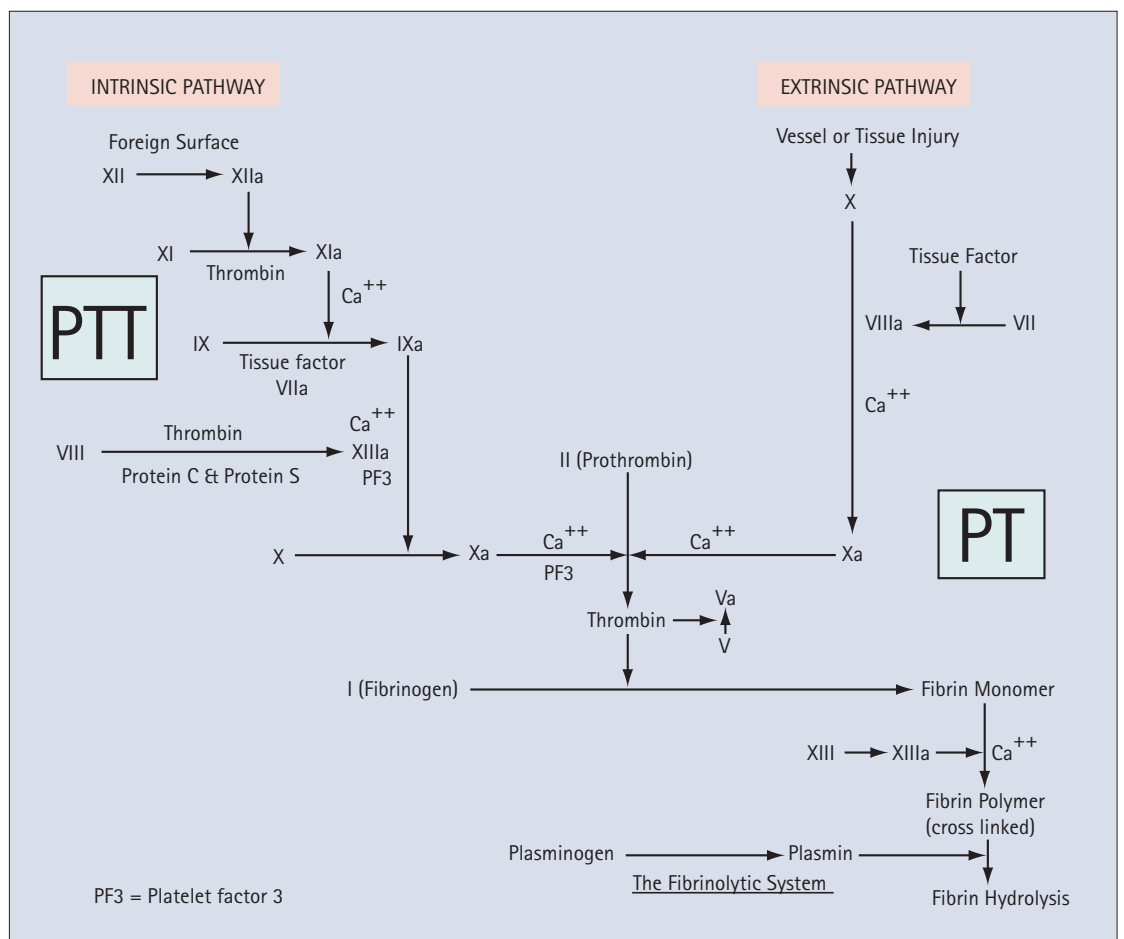 INTRINSIC PATHWAY
EXTRINSIC PATHWAY
Foreign Surface
XII
XIIa
XI
XIa
Thrombin
Ca++
PTT
IX
IXa
Tissue factor
VIIa
VIII
Thrombin
Protein C & Protein S
Ca++
XIIIa
PF3
Vessel or Tissue Injury
X
Tissue Factor
VIIIa
VII
Ca++
PT
II (Prothrombin)
X
Xa
Ca++
PF3
Ca++
Xa
Thrombin
Va
V
I (Fibrinogen)
Fibrin Monomer
XIII
XIIIa
Ca++
Fibrin Polymer
(cross linked)
Plasminogen
Plasmin
The Fibrinolytic System
Fibrin Hydrolysis
PF3 = Platelet factor 3